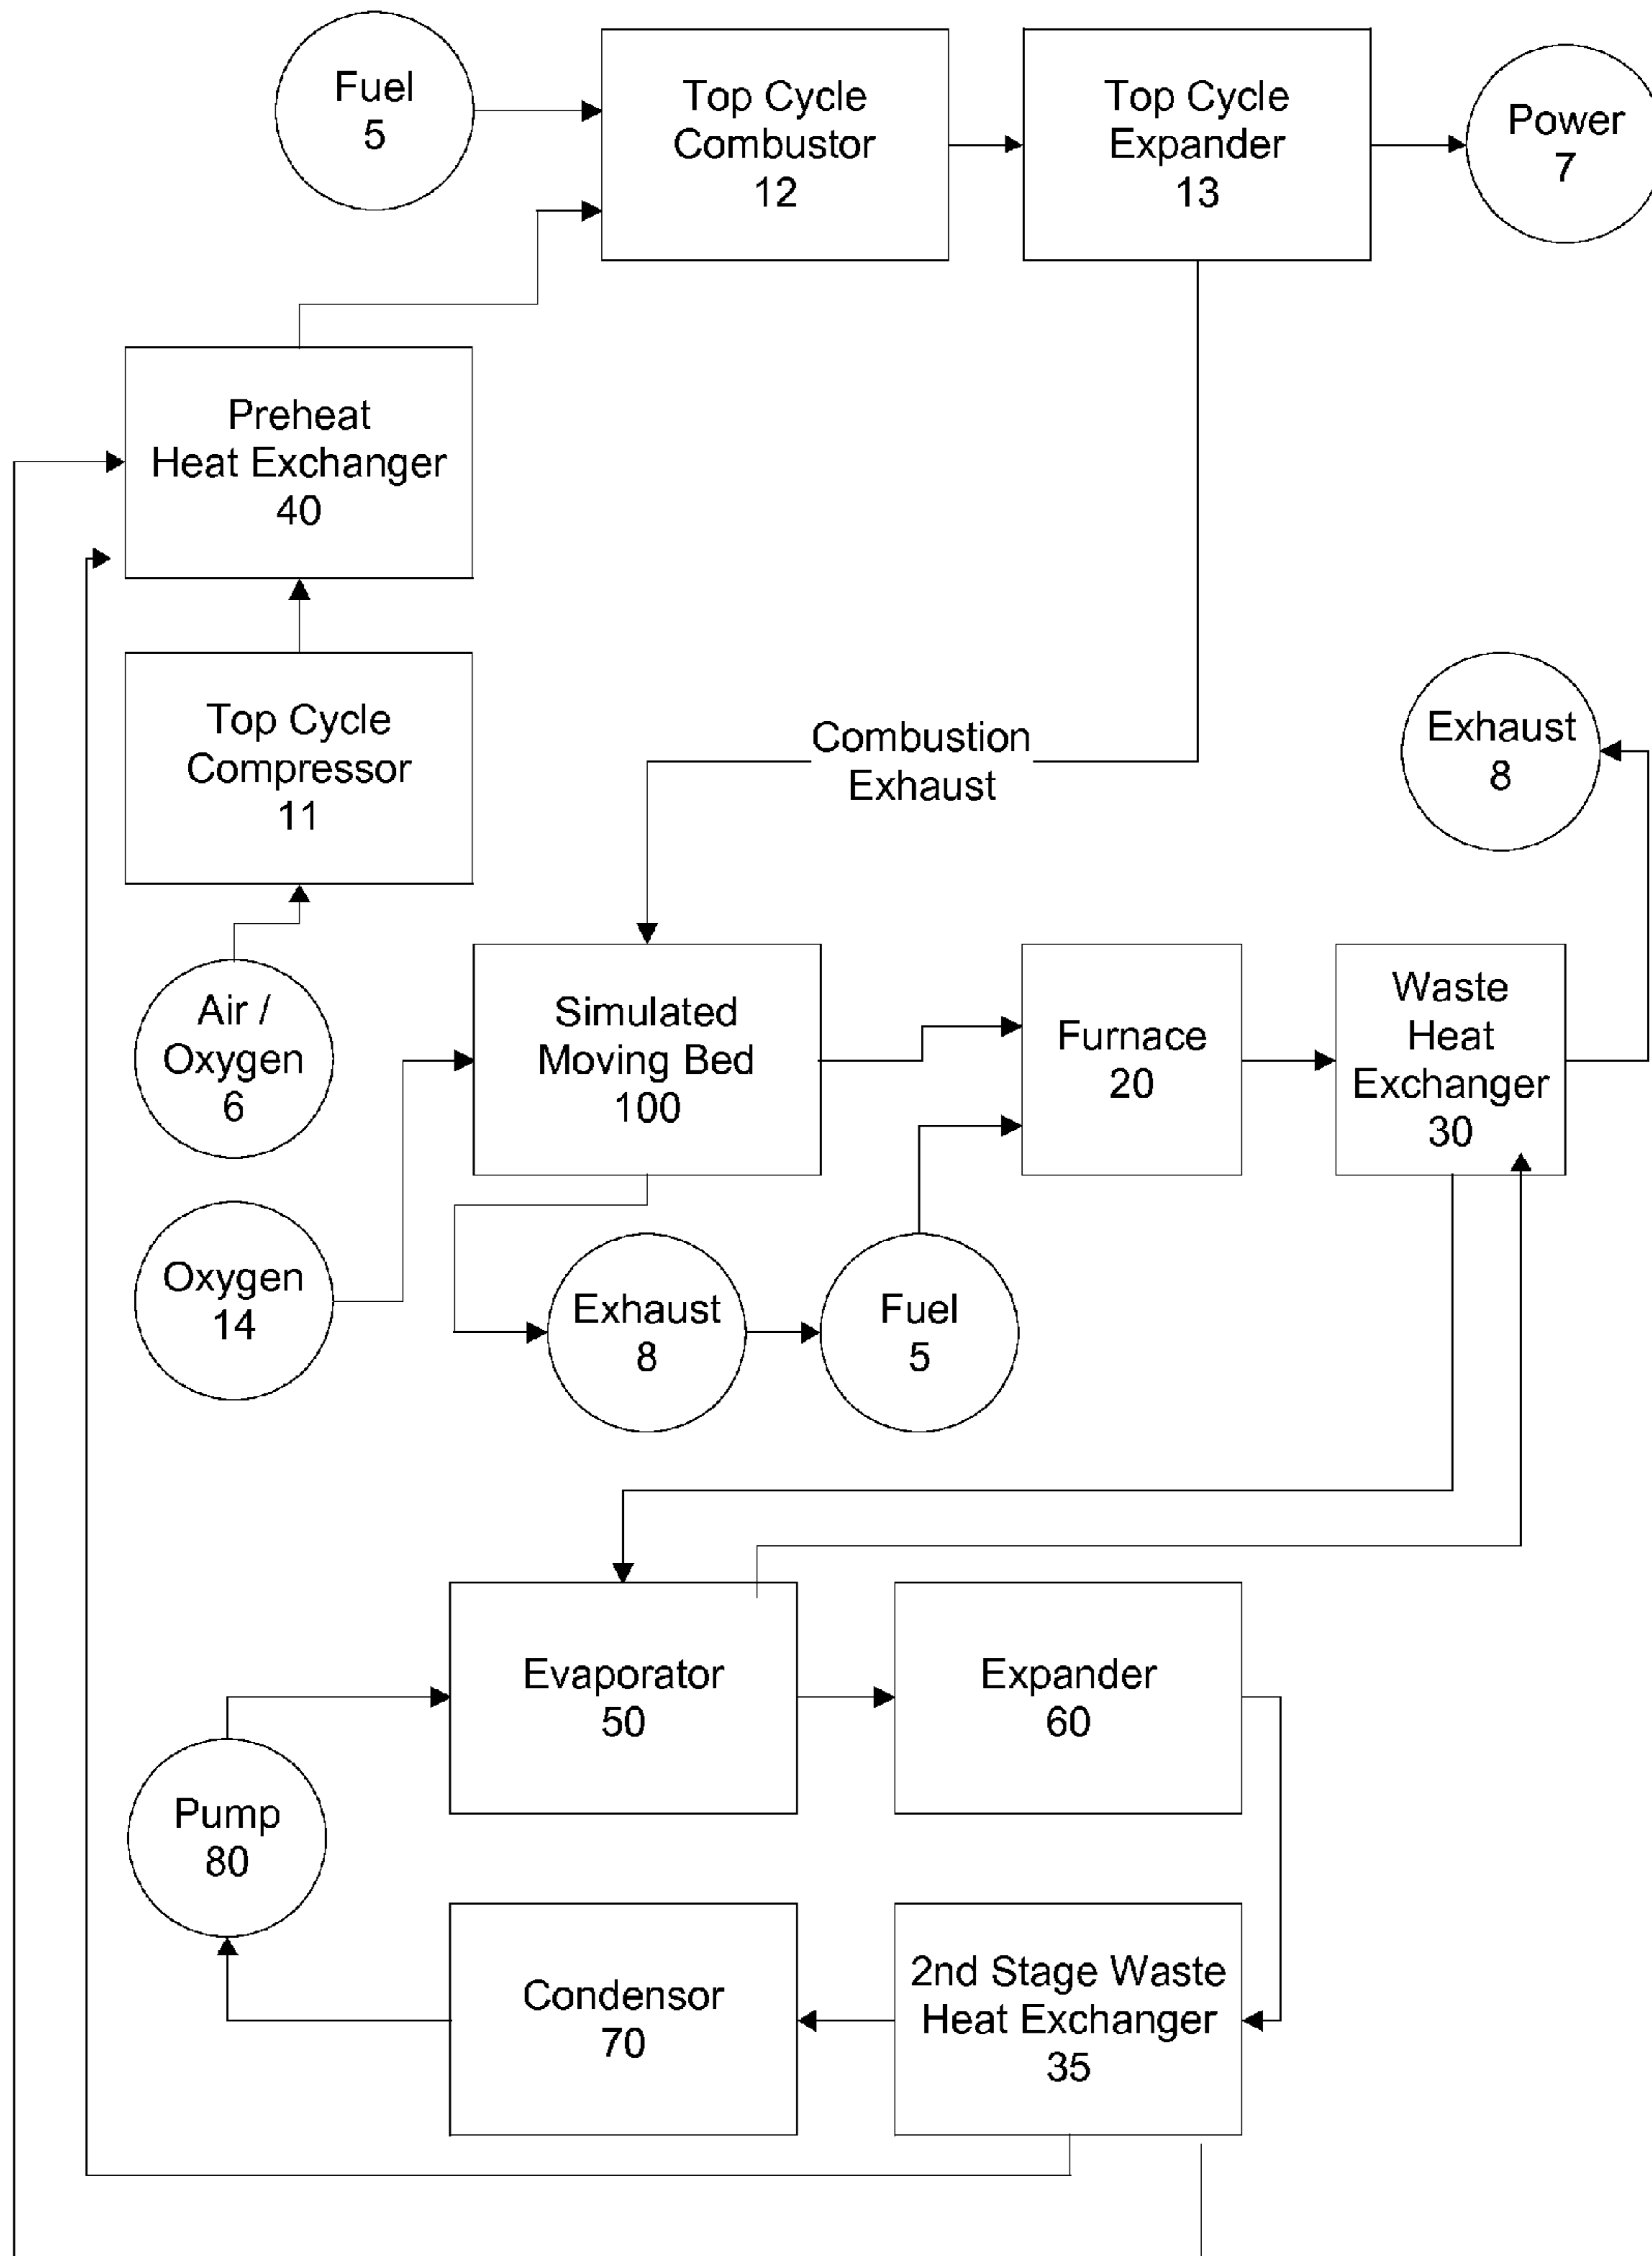 Fuel
5
Top Cycle
Combustor
12
Top Cycle
Expander
13
Power
7
Preheat
Heat Exchanger
40
Top Cycle
Compressor
11
Combustion
Exhaust
Exhaust
8
Air /
Oxygen
6
Simulated
Moving Bed
100
Furnace
20
Waste
Heat
Exchanger
30
Oxygen
14
Exhaust
8
Fuel
5
Evaporator
50
Expander
60
Pump
80
Condensor
70
2nd Stage Waste
Heat Exchanger
35